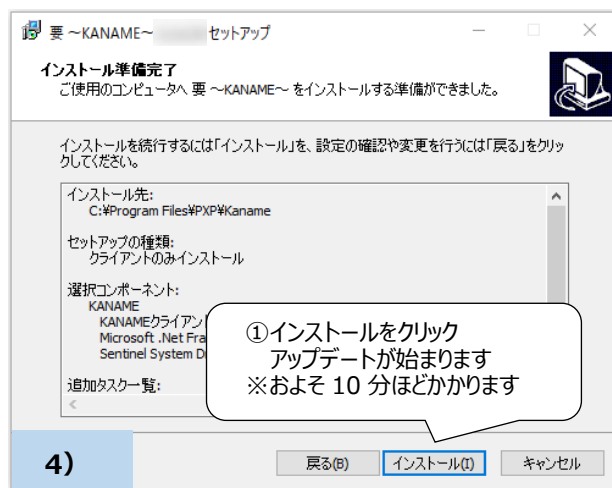 要 ～KANAME～ セットアップ
インストール準備完了
ご使用のコンピュータへ 要 ～KANAME～ をインストールする準備ができました。
インストールを続行するには「インストール」を、設定の確認や変更を行うには「戻る」をクリッ
クしてください。
インストール先:
C:¥Program Files¥PXP¥Kaname
セットアップの種類:
クライアントのみインストール
選択コンポーネント:
KANAME
KANAMEクライアン
Microsoft .Net Fra
Sentinel System D
追加タスク一覧:
①インストールをクリック
アップデートが始まります
※およそ 10 分ほどかかります
4)
戻る(B)
インストール(I)
キャンセル